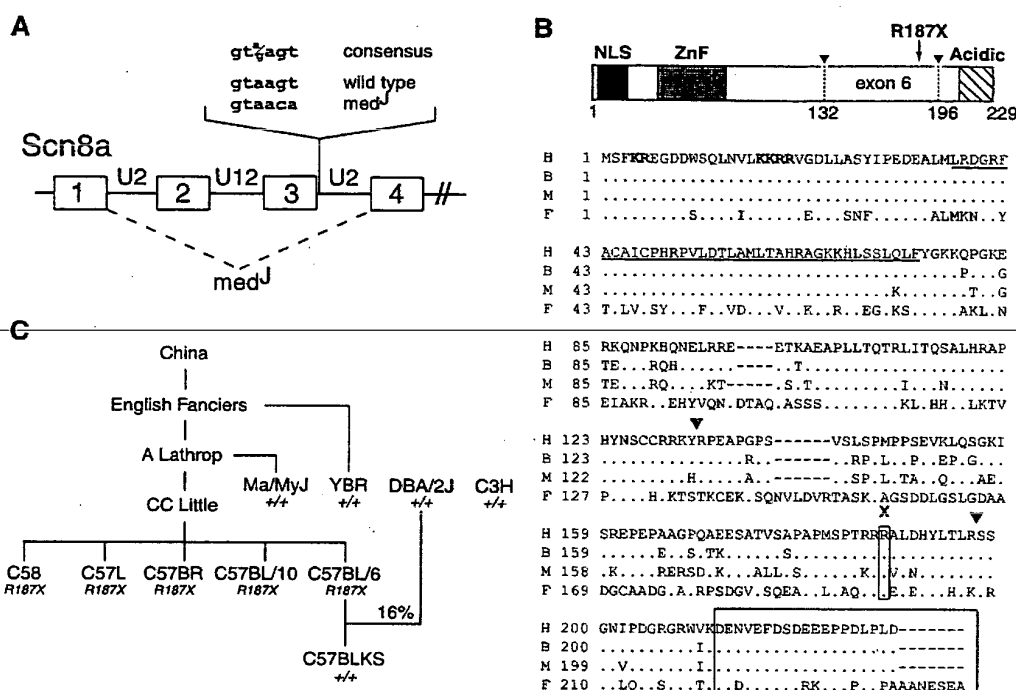 A
gt a/g agt consensus
gtaagt wild type
gtaaca medJ
Scn8a
1 U2 2 U12 3 U2 4
medJ
B
R187X
NLS ZnF Acidic
exon 6
1 132 196 229
H 1 MSFKREGDDWSQLNVLKKRRVGDLLASYIPEDEALMLRDGRF
B 1 ..........................................
M 1 ..........................................
F 1 .........S....I......E...SNF.....ALMKN...Y
H 43 ACAICPHRPVLDTLAMLTAHRAGKKHLSSLQLFYGKKQPGKE
B 43 .....................................P...G
M 43 ...............................K......T..G
F 43 T.LV.SY...F..VD...V..K..R..EG.KS.....AKL.N
H 85 RKQNPKHQNELRRE----ETKAEAPLLTQTRLITQSALHRAP
B 85 TE...RQH.......----..T....................
M 85 TE...RQ...KT-----.S.T..........I...N......
F 85 EIAKR..EHYVQN.DTAQ.ASSS.......KL.HH..LKTV
H 123 HYNSCCRRKYRPEAPGPS------VSLSPMPPSEVKLQSGKI
B 123 ...............R..------..RP.L..P..EP.G...
M 122 ..........H....A..------..SP.L.TA..Q...AE.
F 127 P....H.KTSTKCEK.SQNVLDVRTASK.AGSDDLGSLGDAA
X
H 159 SREPEPAAGPQAEESATVSAPAPMSPTRRRALDHYLTLRSS
B 159 ......E..S.TK.....S......................
M 158 .K....RERSD.K...ALL.S.......K..V.N.......
F 169 DGCAADG.A.RPSDGV.SQEA..L.AQ...E.E...H.K.R
H 200 GWIPDGRGRWVKDENVEFDSDEEEPPDLPLD-------
B 200 ..........I....................-------
M 199 ..V.......I....................-------
F 210 ..LO..S...T...D......RK...P..PAAANESEA
C
China
English Fanciers
A Lathrop
CC Little
Ma/MyJ YBR DBA/2J C3H
+/+ +/+ +/+ +/+
C58 C57L C57BR C57BL/10 C57BL/6
R187X R187X R187X R187X R187X
16%
C57BLKS
+/+